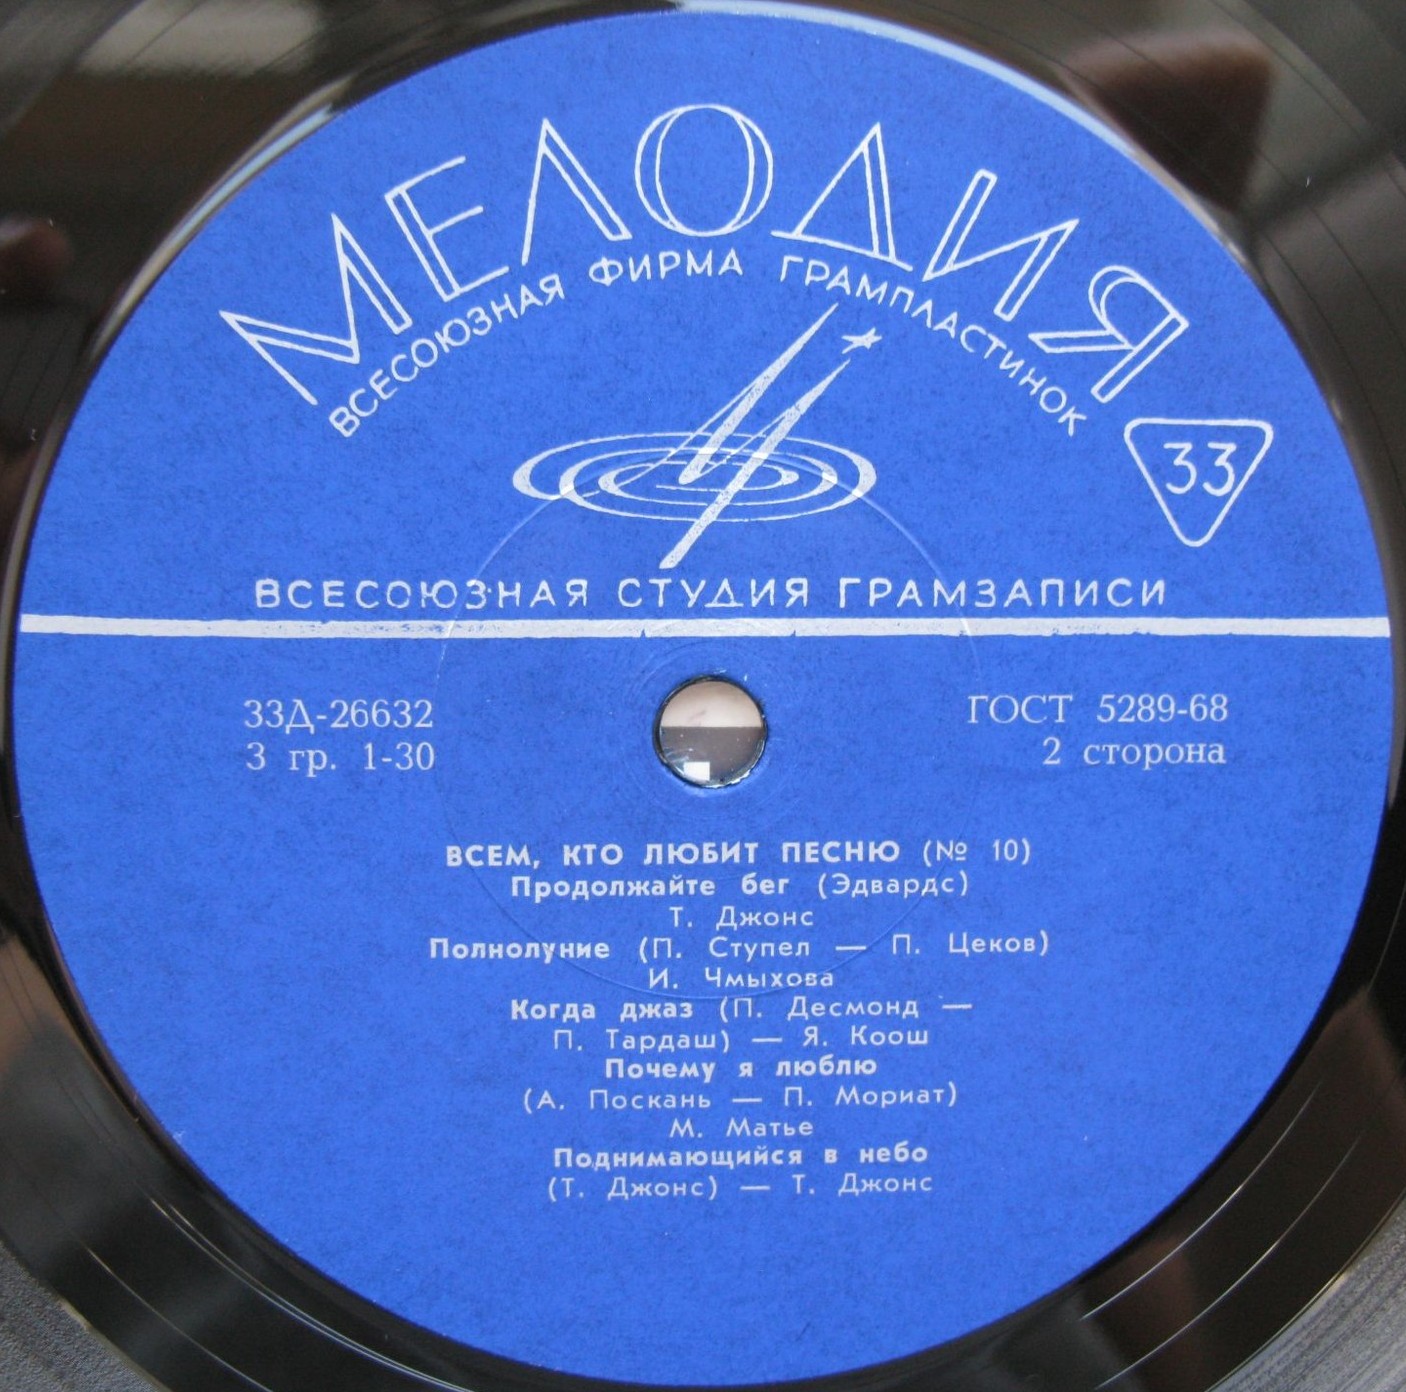 МЕЛОДИЯ
ВСЕСОЮЗНАЯ ФИРМА ГРАМПЛАСТИНОК
33
ВСЕСОЮЗНАЯ СТУДИЯ ГРАМЗАПИСИ
33Д-26632
3 гр. 1-30
ГОСТ 5289-68
2 сторона
ВСЕМ, КТО ЛЮБИТ ПЕСНЮ (№ 10)
Продолжайте бег (Эдвардс)
Т. Джонс
Полнолуние (П. Ступел — П. Цеков)
И. Чмыхова
Когда джаз (П. Десмонд —
П. Тардаш) — Я. Коош
Почему я люблю
(А. Поскань — П. Мориат)
М. Матье
Поднимающийся в небо
(Т. Джонс) — Т. Джонс